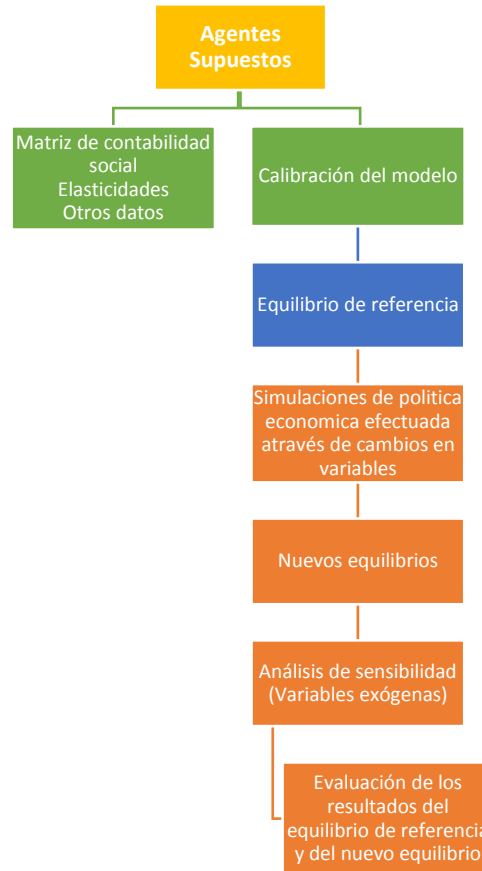 Agentes
Supuestos
Matriz de contabilidad
social
Elasticidades
Otros datos
Calibración del modelo
Equilibrio de referencia
Simulaciones de politica
economica efectuada
através de cambios en
variables
Nuevos equilibrios
Análisis de sensibilidad
(Variables exógenas)
Evaluación de los
resultados del
equilibrio de referencia
y del nuevo equilibrio